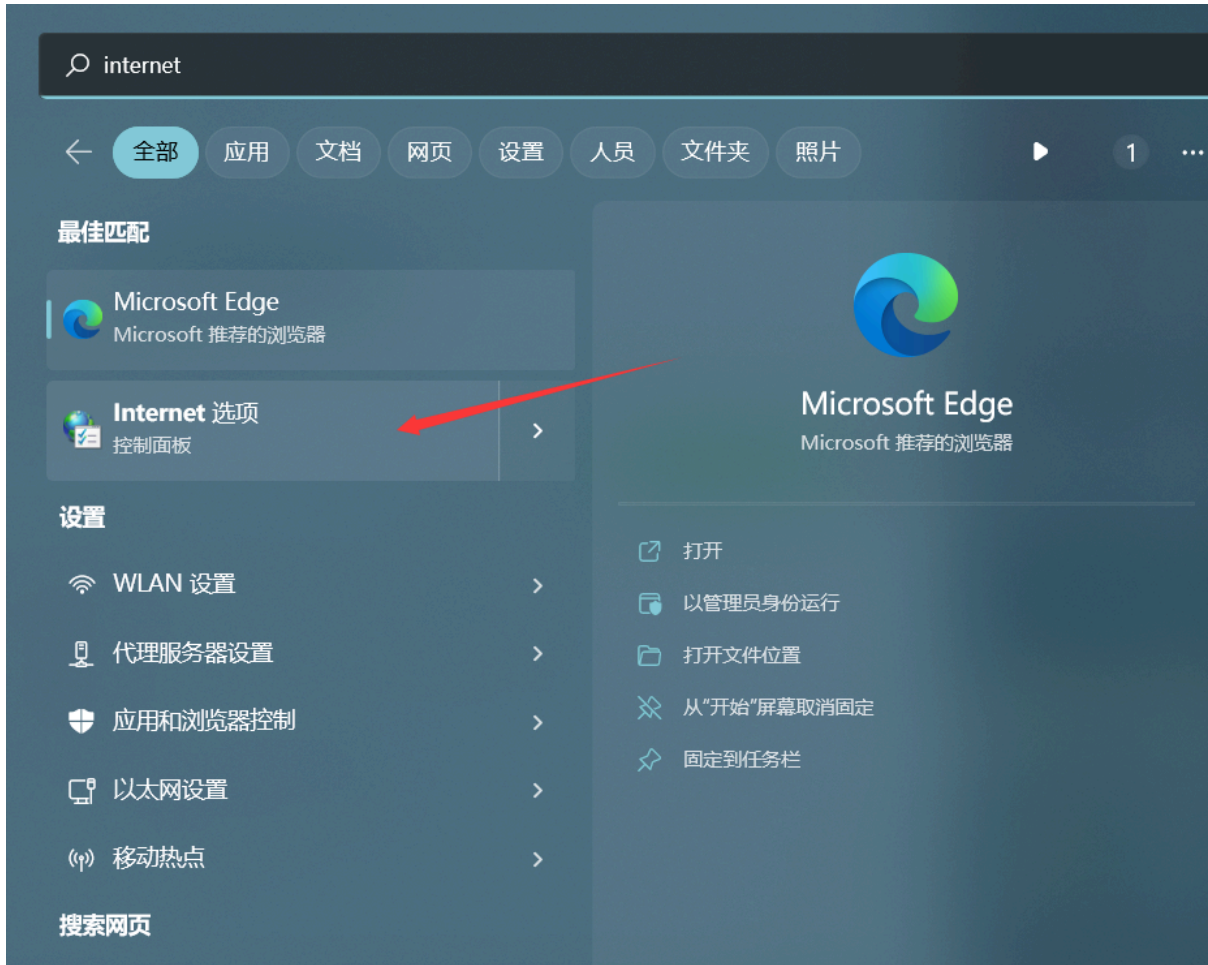 internet
全部 应用 文档 网页 设置 人员 文件夹 照片 1 ...
最佳匹配
Microsoft Edge
Microsoft 推荐的浏览器
Internet 选项
控制面板
设置
WLAN 设置
代理服务器设置
应用和浏览器控制
以太网设置
移动热点
搜索网页
Microsoft Edge
Microsoft 推荐的浏览器
打开
以管理员身份运行
打开文件位置
从"开始"屏幕取消固定
固定到任务栏